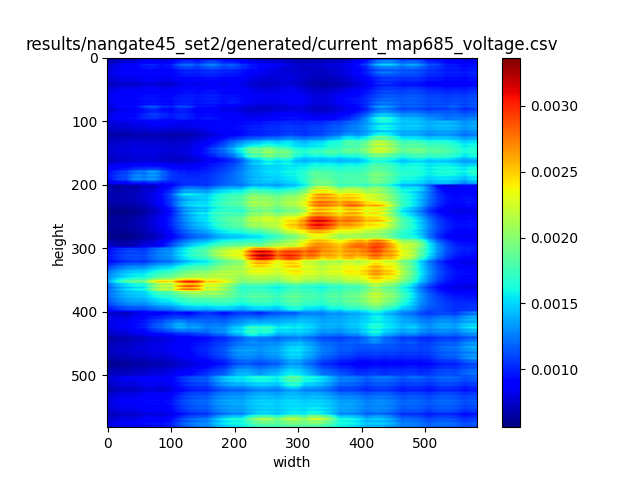 results/nangate45_set2/generated/current_map685_voltage.csv
0
100
200
300
400
500
height
0 100 200 300 400 500
width
0.0030
0.0025
0.0020
0.0015
0.0010